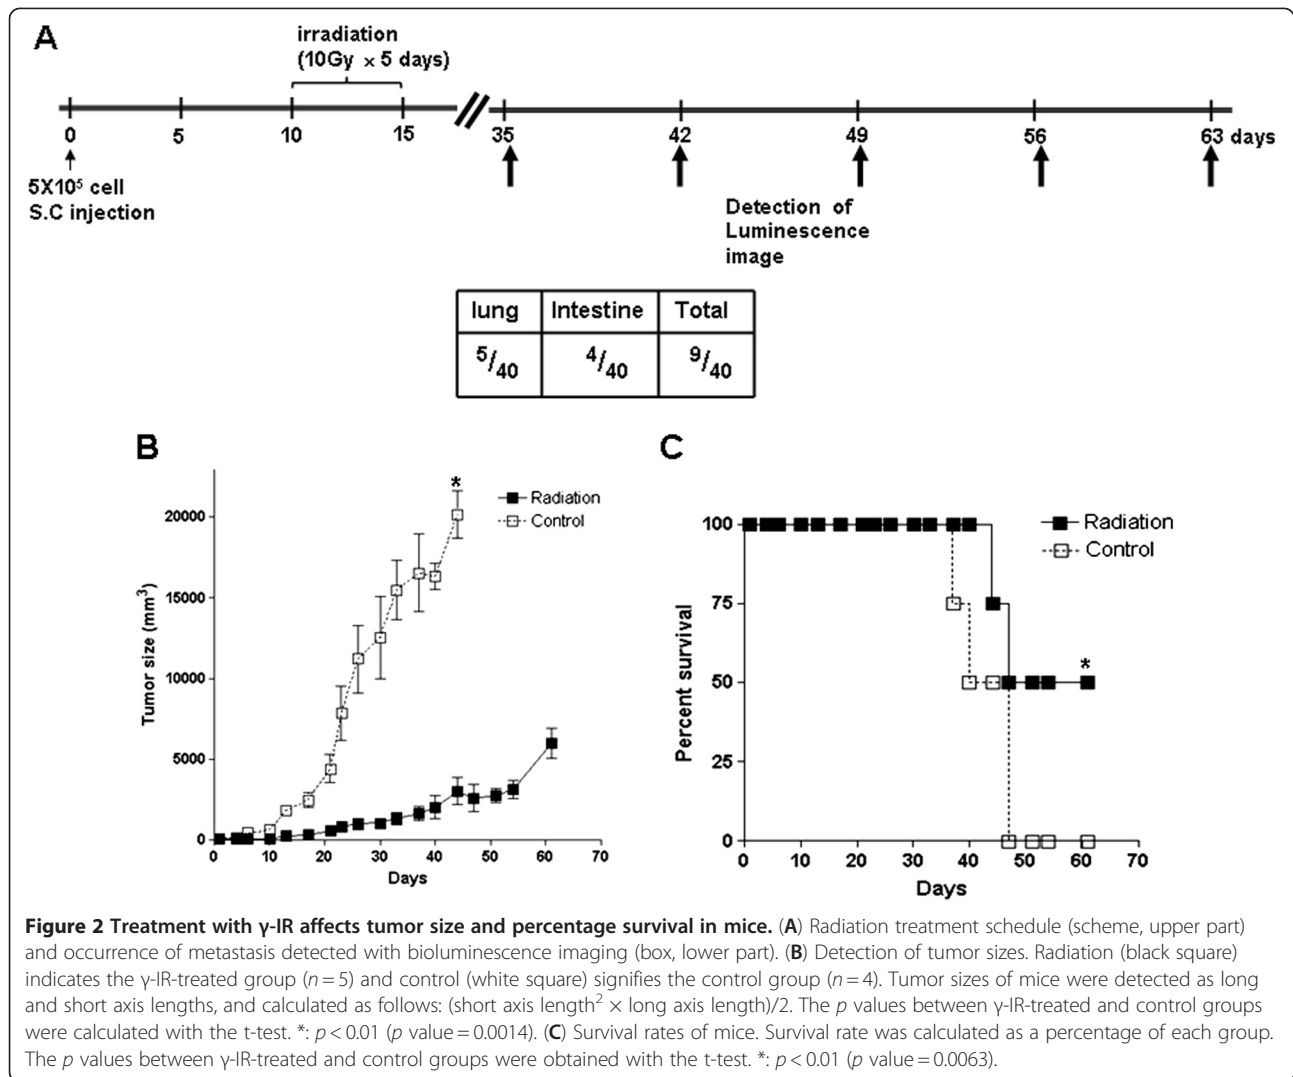 A
irradiation
(10Gy × 5 days)
0 5 10 15 35 42 49 56 63 days
5X10⁵ cell
S.C injection
Detection of
Luminescence
image
lung Intestine Total
5/40 4/40 9/40
B
*
Radiation
Control
20000
15000
10000
5000
0
Tumor size (mm³)
0 10 20 30 40 50 60 70
Days
C
Radiation
Control
100
75
50
25
0
*
Percent survival
0 10 20 30 40 50 60 70
Days
Figure 2 Treatment with γ-IR affects tumor size and percentage survival in mice. (A) Radiation treatment schedule (scheme, upper part)
and occurrence of metastasis detected with bioluminescence imaging (box, lower part). (B) Detection of tumor sizes. Radiation (black square)
indicates the γ-IR-treated group (n = 5) and control (white square) signifies the control group (n = 4). Tumor sizes of mice were detected as long
and short axis lengths, and calculated as follows: (short axis length² × long axis length)/2. The p values between γ-IR-treated and control groups
were calculated with the t-test. *: p < 0.01 (p value = 0.0014). (C) Survival rates of mice. Survival rate was calculated as a percentage of each group.
The p values between γ-IR-treated and control groups were obtained with the t-test. *: p < 0.01 (p value = 0.0063).